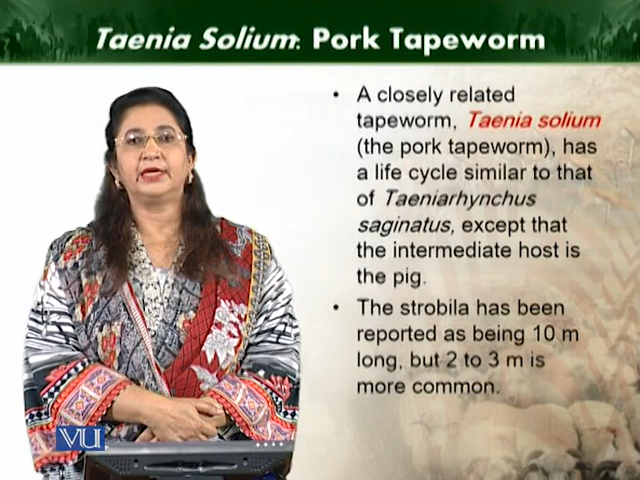 Taenia Solium: Pork Tapeworm
• A closely related
tapeworm, Taenia solium
(the pork tapeworm), has
a life cycle similar to that
of Taeniarhynchus
saginatus, except that
the intermediate host is
the pig.
• The strobila has been
reported as being 10 m
long, but 2 to 3 m is
more common.
VU